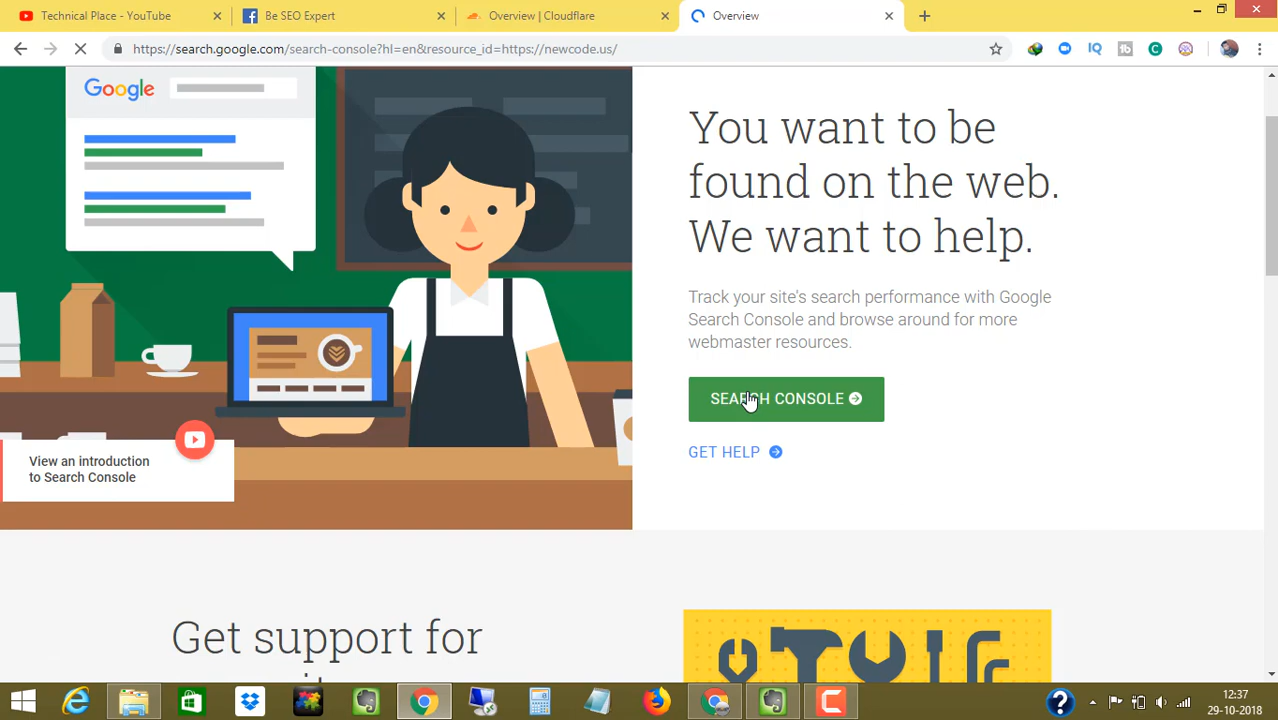 Technical Place - YouTube
Be SEO Expert
Overview | Cloudflare
Overview
https://search.google.com/search-console?hl=en&resource_id=https://newcode.us/
IQ
tb
C
Google
You want to be
found on the web.
We want to help.
Track your site's search performance with Google
Search Console and browse around for more
webmaster resources.
SEARCH CONSOLE
GET HELP
View an introduction
to Search Console
Get support for
12:37
29-10-2018